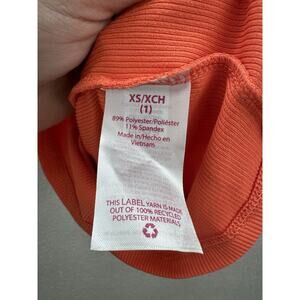 XS/XCH
(1)
89% Polyester/Poliéster
11% Spandex
Made in/Hecho en
Vietnam
THIS LABEL YARN IS MADE
OUT OF 100% RECYCLED
POLYESTER MATERIALS